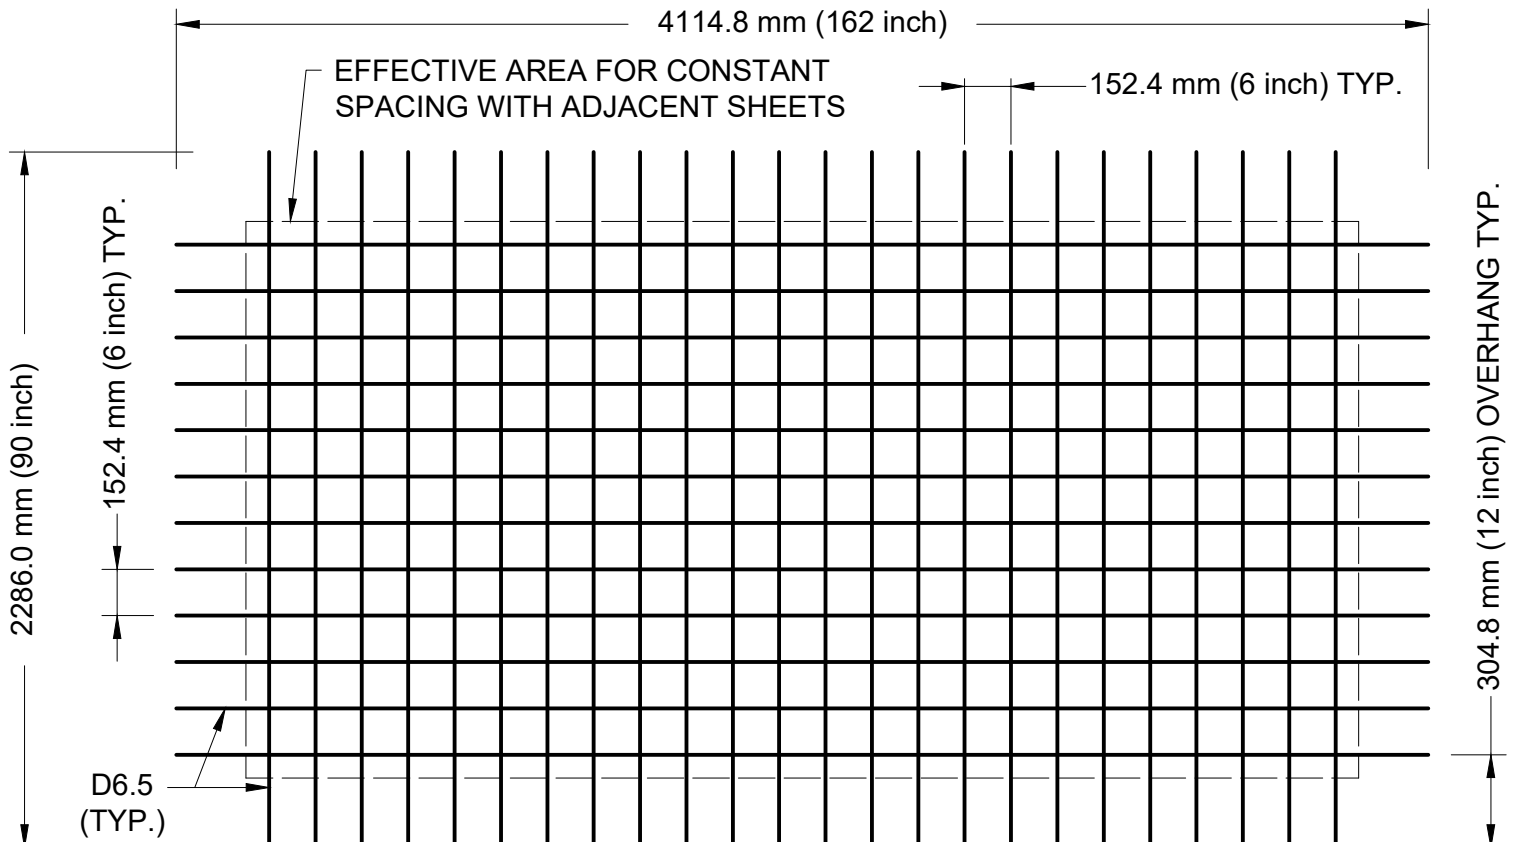 4114.8 mm (162 inch)
EFFECTIVE AREA FOR CONSTANT
SPACING WITH ADJACENT SHEETS
152.4 mm (6 inch) TYP.
152.4 mm (6 inch) TYP.
2286.0 mm (90 inch)
304.8 mm (12 inch) OVERHANG TYP.
D6.5
(TYP.)